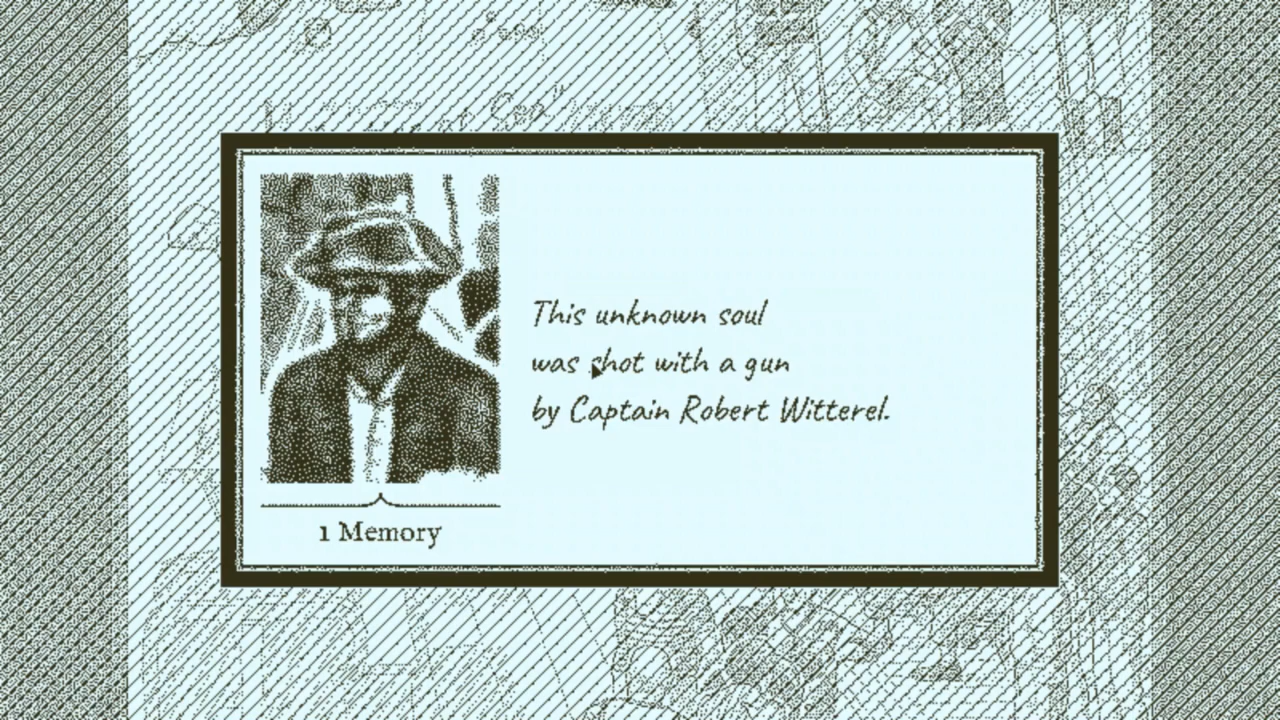 This unknown soul
was shot with a gun
by Captain Robert Witterel.
1 Memory